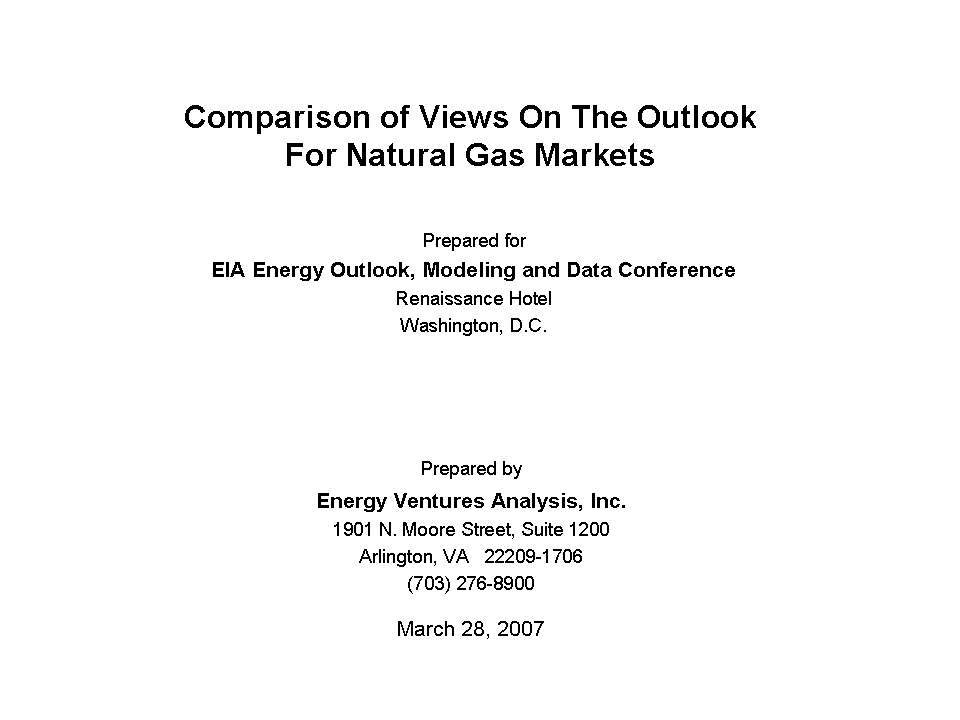 Comparison of Views On The Outlook
For Natural Gas Markets
Prepared for
EIA Energy Outlook, Modeling and Data Conference
Renaissance Hotel
Washington, D.C.
Prepared by
Energy Ventures Analysis, Inc.
1901 N. Moore Street, Suite 1200
Arlington, VA   22209-1706
(703) 276-8900
March 28, 2007